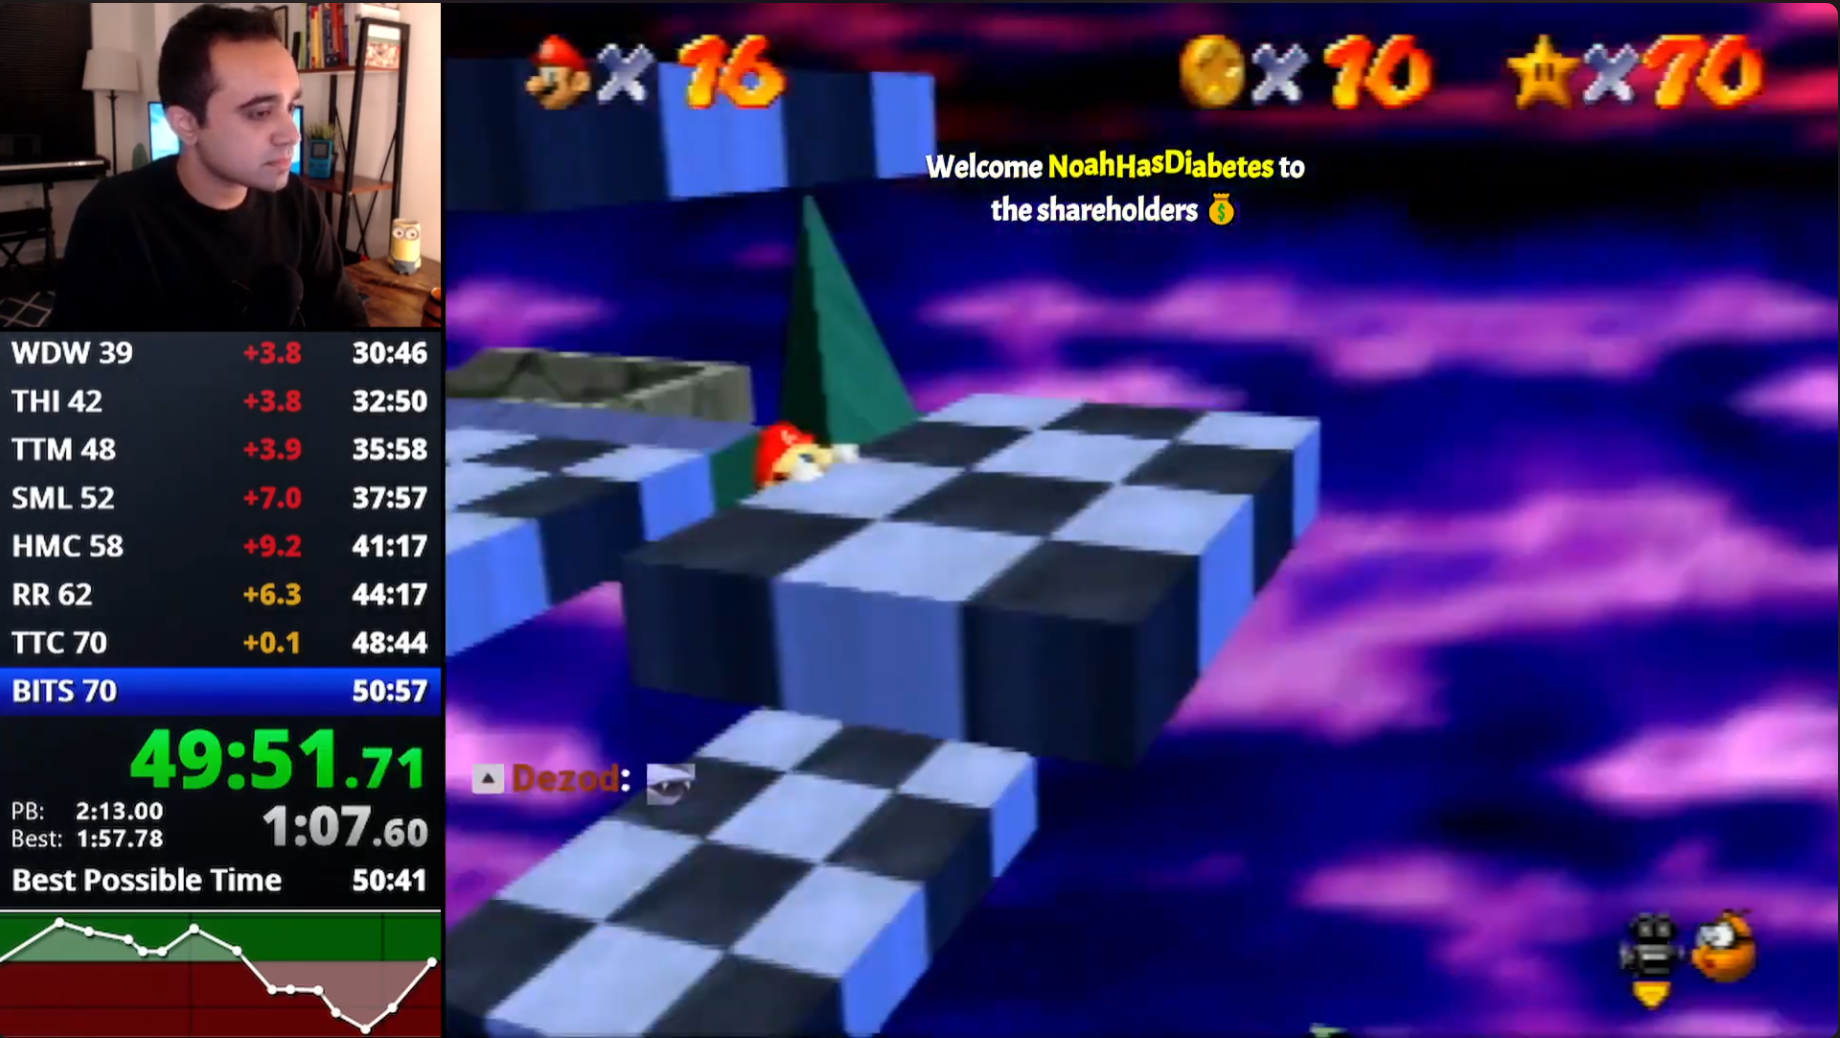 WDW 39 +3.8 30:46
THI 42 +3.8 32:50
TTM 48 +3.9 35:58
SML 52 +7.0 37:57
HMC 58 +9.2 41:17
RR 62 +6.3 44:17
TTC 70 +0.1 48:44
BITS 70 50:57
49:51.71
PB: 2:13.00
Best: 1:57.78
1:07.60
Best Possible Time 50:41
x 16 x 10 x 70
Welcome NoahHasDiabetes to
the shareholders
Dezod: